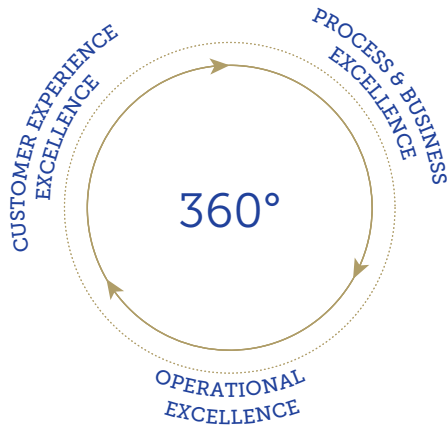 CUSTOMER EXPERIENCE
EXCELLENCE
PROCESS & BUSINESS
EXCELLENCE
360°
OPERATIONAL
EXCELLENCE